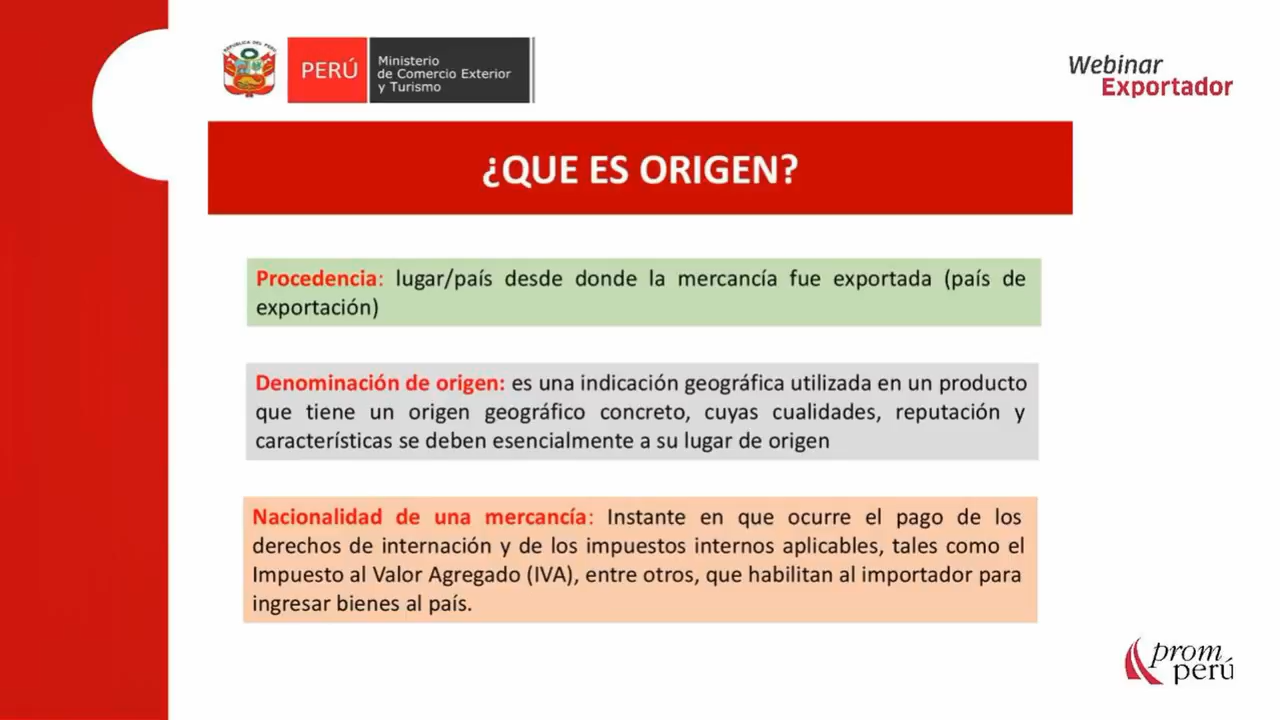 REPUBLICA DEL PERU
PERÚ
Ministerio
de Comercio Exterior
y Turismo
Webinar
Exportador
¿QUE ES ORIGEN?
Procedencia: lugar/país desde donde la mercancía fue exportada (país de
exportación)
Denominación de origen: es una indicación geográfica utilizada en un producto
que tiene un origen geográfico concreto, cuyas cualidades, reputación y
características se deben esencialmente a su lugar de origen
Nacionalidad de una mercancía: Instante en que ocurre el pago de los
derechos de internación y de los impuestos internos aplicables, tales como el
Impuesto al Valor Agregado (IVA), entre otros, que habilitan al importador para
ingresar bienes al país.
prom
perú